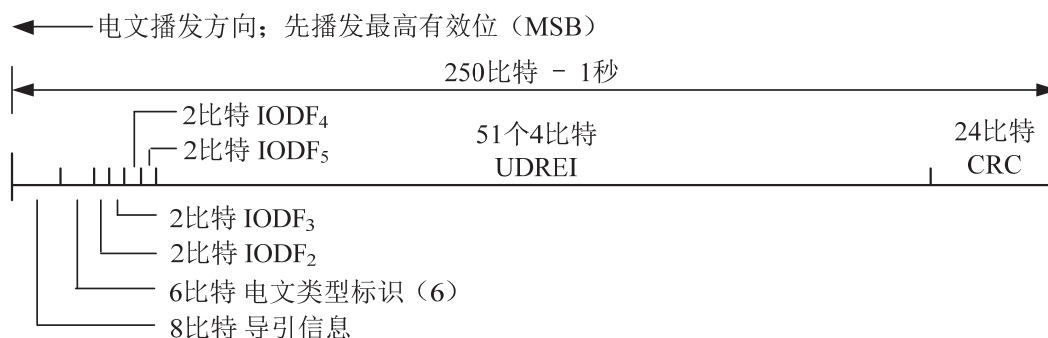 电文播发方向；先播发最高有效位（MSB）
250比特 - 1秒
2比特 IODF₄
2比特 IODF₅
51个4比特
UDREI
24比特
CRC
2比特 IODF₃
2比特 IODF₂
6比特 电文类型标识（6）
8比特 导引信息